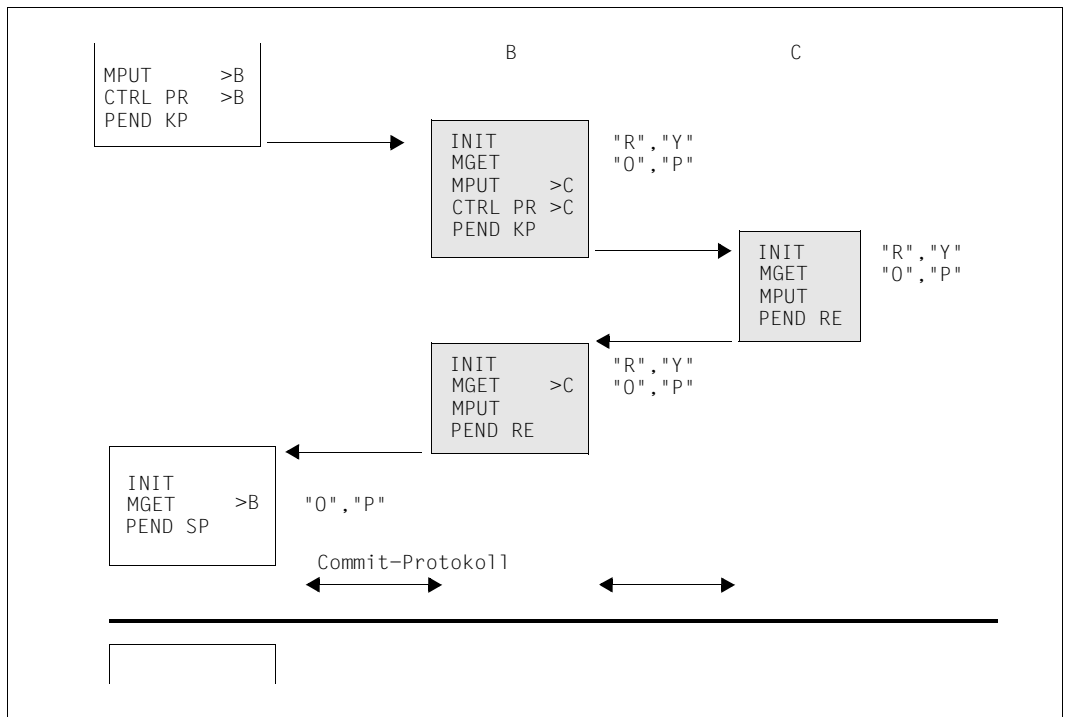 B
C
MPUT >B
CTRL PR >B
PEND KP
INIT
MGET
MPUT >C
CTRL PR >C
PEND KP
"R","Y"
"O","P"
INIT
MGET
MPUT
PEND RE
"R","Y"
"O","P"
INIT
MGET >C
MPUT
PEND RE
"R","Y"
"O","P"
INIT
MGET >B
PEND SP
"O","P"
Commit-Protokoll